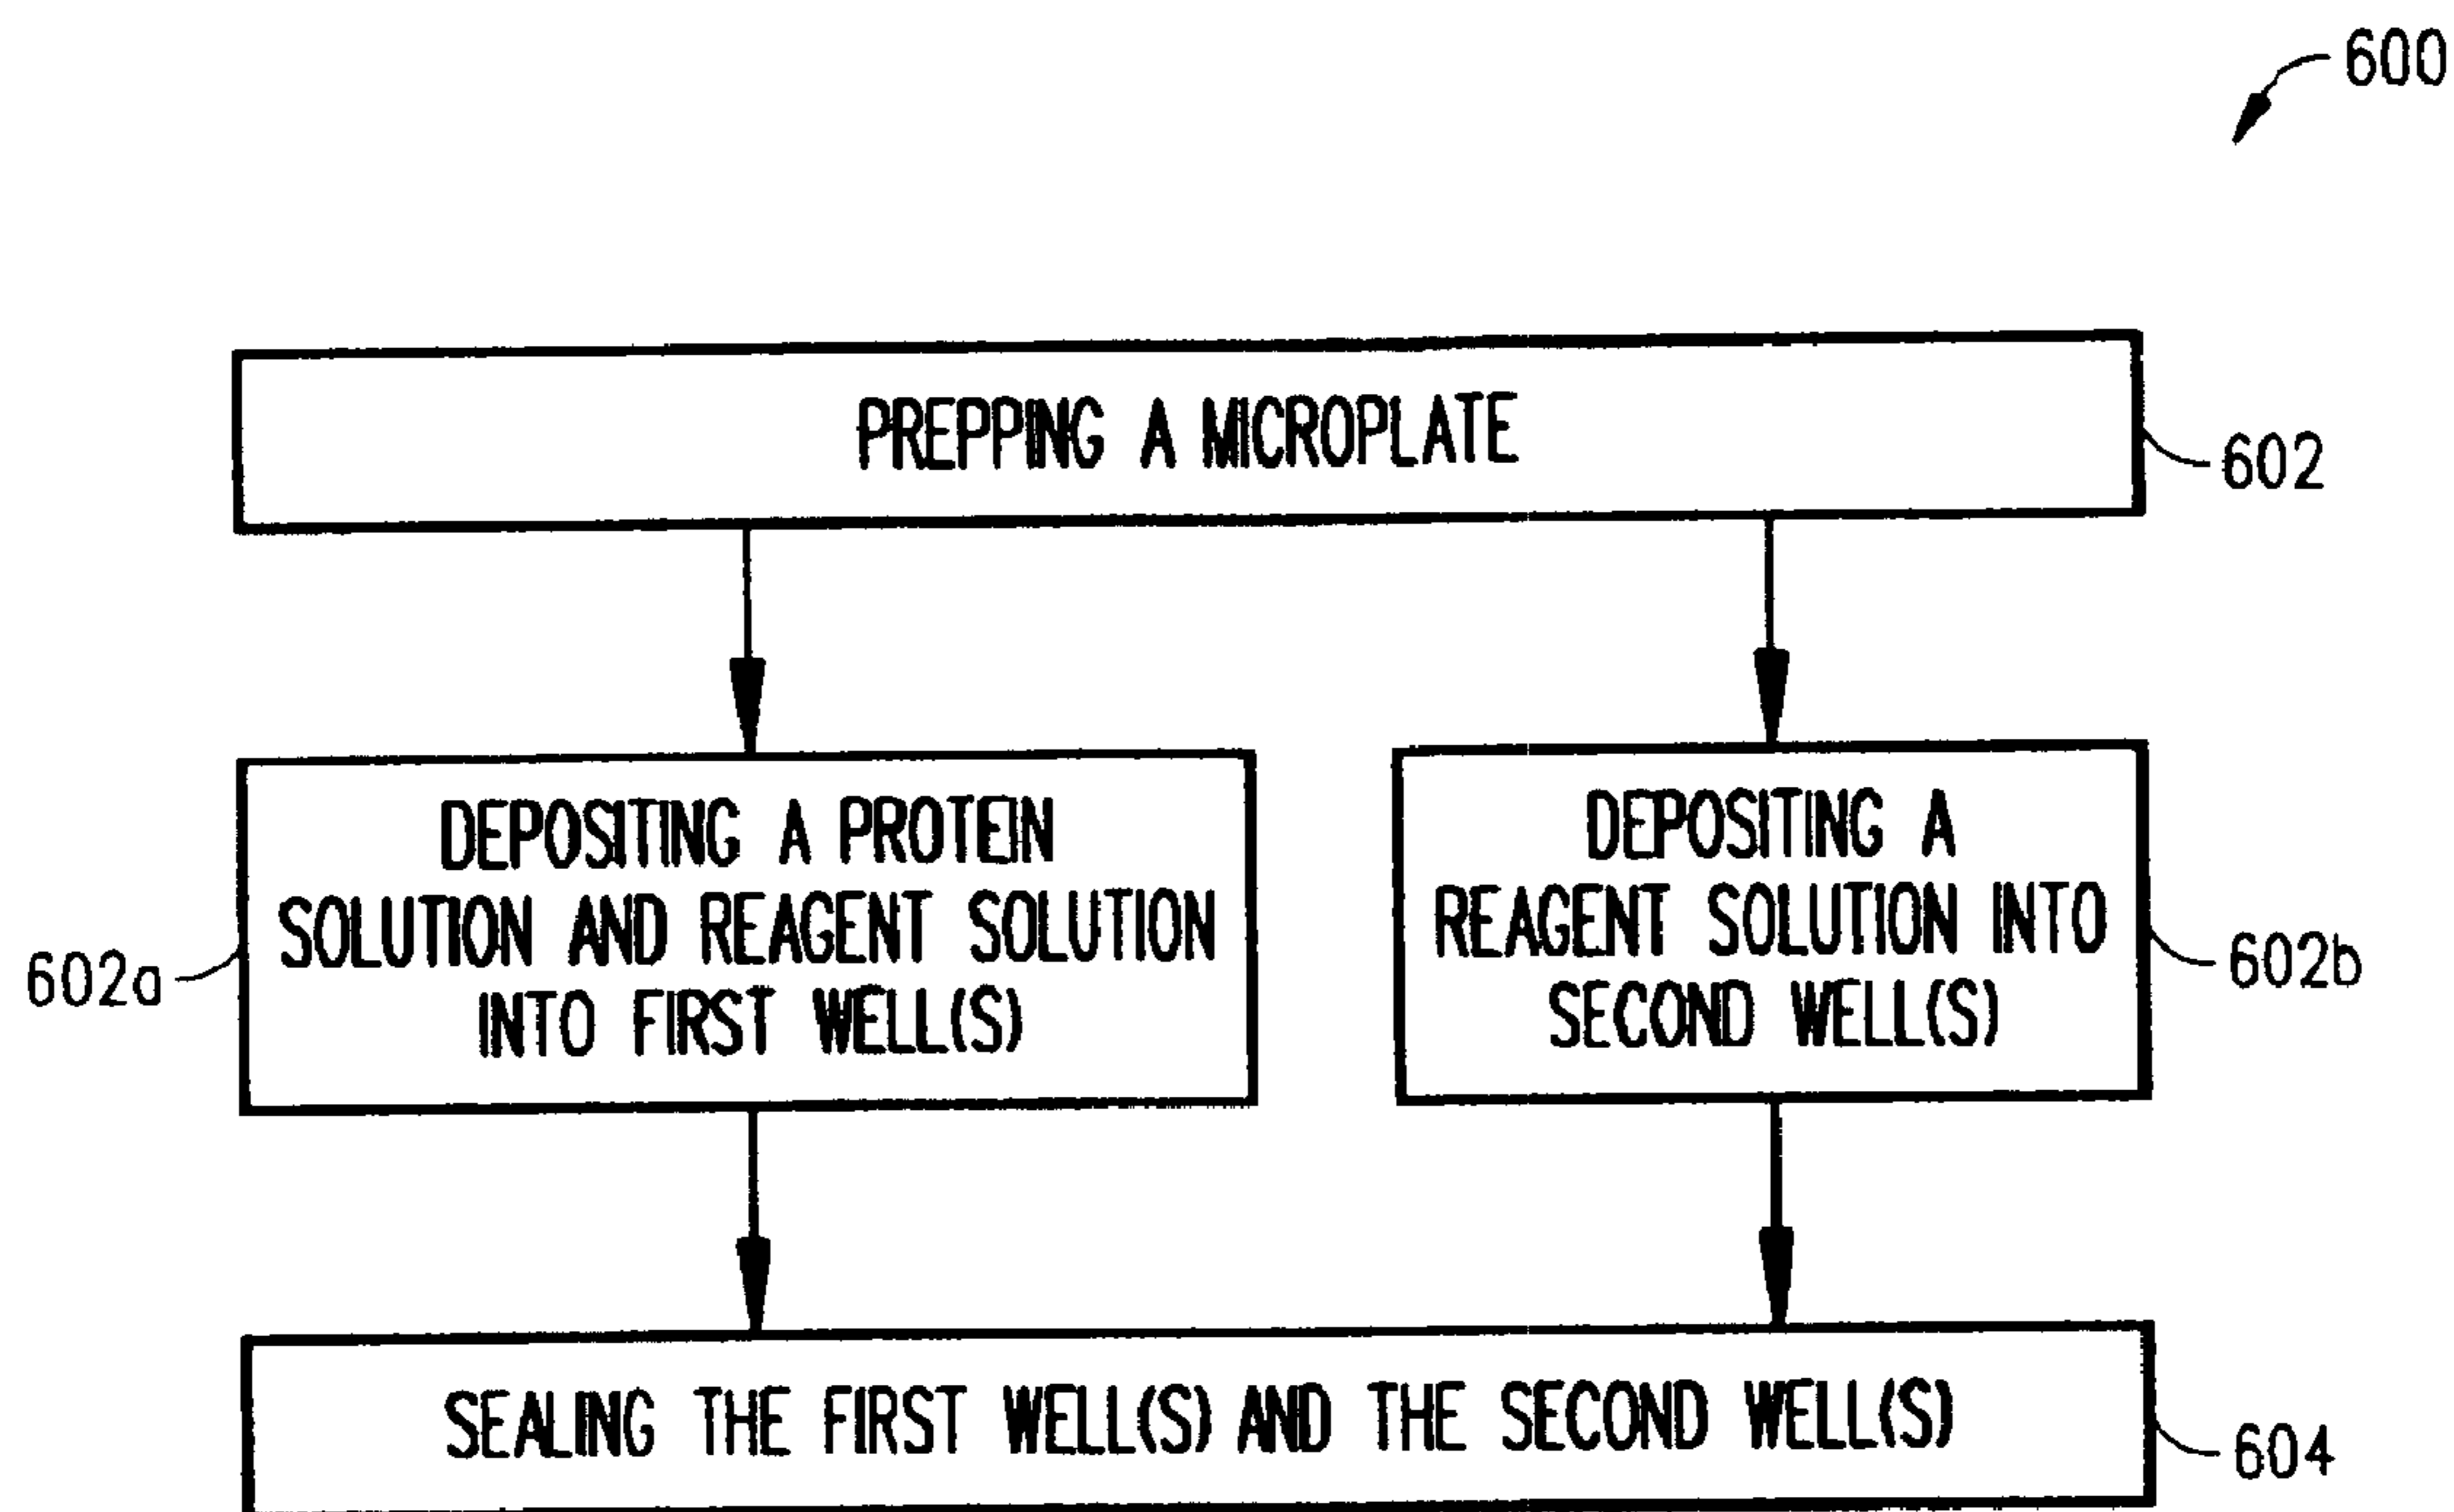 600
PREPPING A MICROPLATE
602
DEPOSITING A PROTEIN
SOLUTION AND REAGENT SOLUTION
INTO FIRST WELL(S)
602a
DEPOSITING A
REAGENT SOLUTION INTO
SECOND WELL(S)
602b
SEALING THE FIRST WELL(S) AND THE SECOND WELL(S)
604